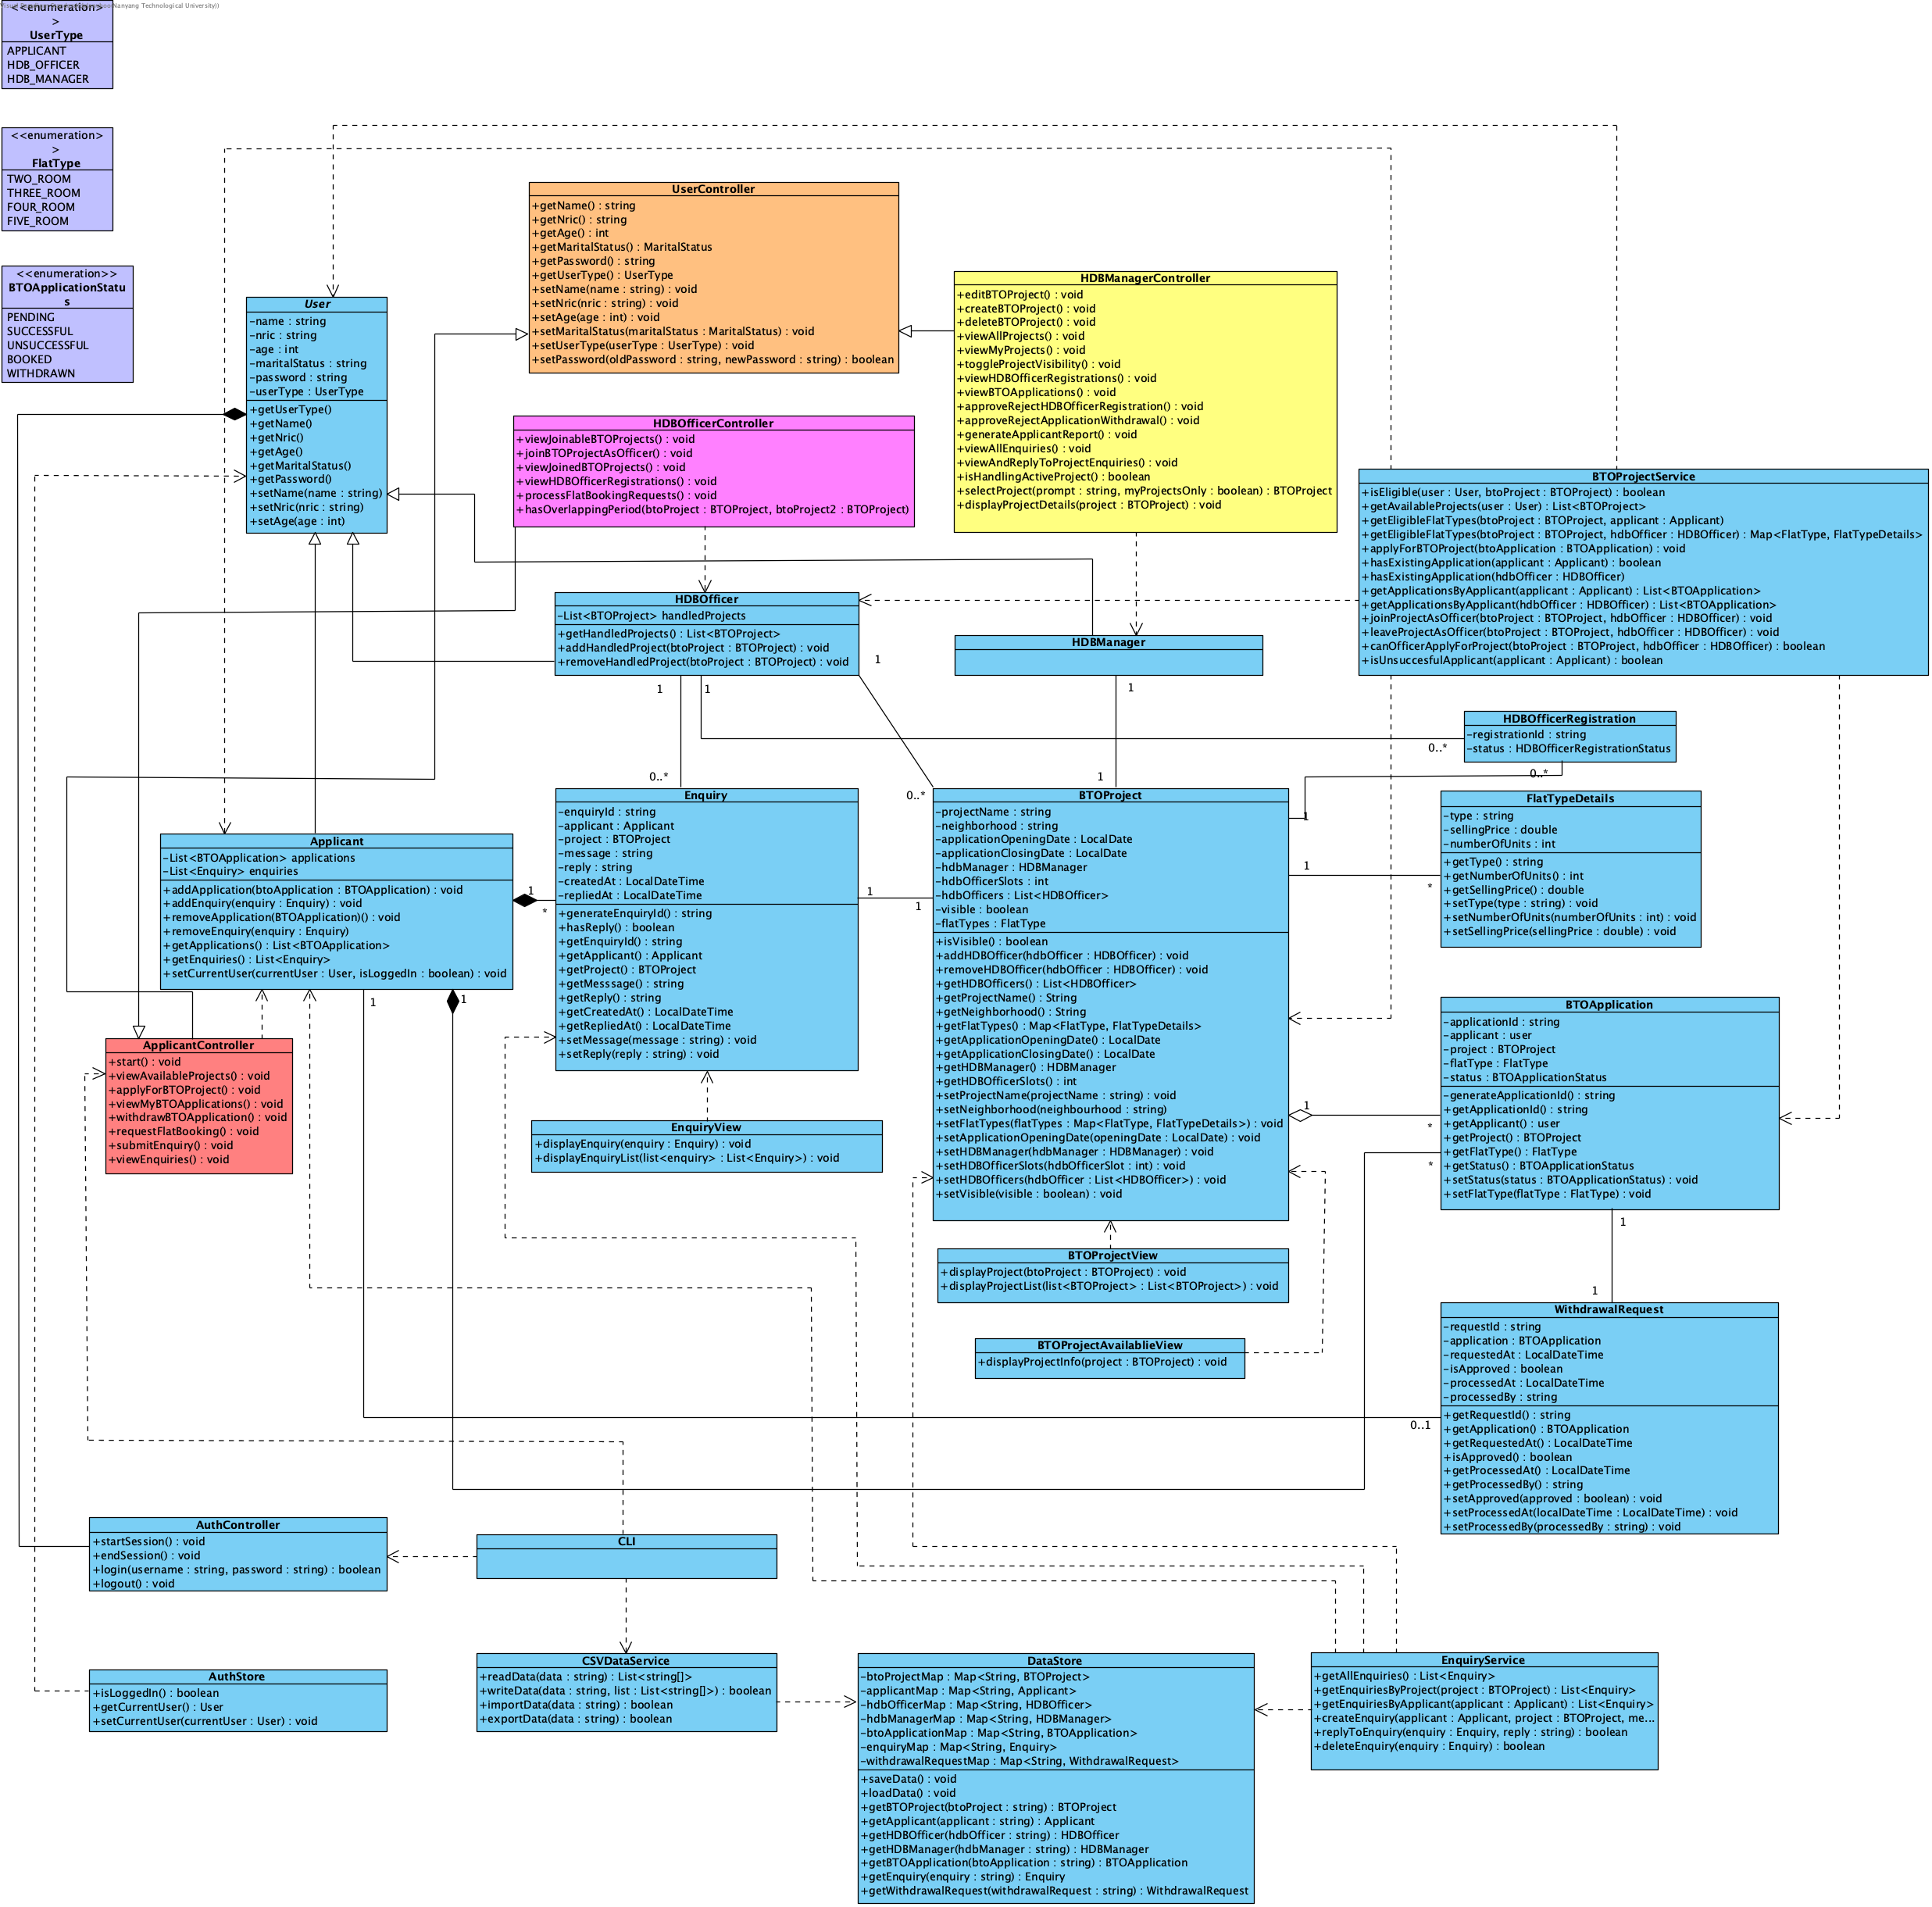 Nanyang Technological University)
<<enumeration>
>
UserType
APPLICANT
HDB_OFFICER
HDB_MANAGER
<<enumeration>
>
FlatType
TWO_ROOM
THREE_ROOM
FOUR_ROOM
FIVE_ROOM
<<enumeration>>
BTOApplicationStatu
s
PENDING
SUCCESSFUL
UNSUCCESSFUL
BOOKED
WITHDRAWN
UserController
+getName() : string
+getNric() : string
+getAge() : int
+getMaritalStatus() : MaritalStatus
+getPassword() : string
+getUserType() : UserType
+setName(name : string) : void
+setNric(nric : string) : void
+setAge(age : int) : void
+setMaritalStatus(maritalStatus : MaritalStatus) : void
+setUserType(userType : UserType) : void
+setPassword(oldPassword : string, newPassword : string) : boolean
HDBManagerController
+editBTOProject() : void
+createBTOProject() : void
+deleteBTOProject() : void
+viewAllProjects() : void
+viewMyProjects() : void
+toggleProjectVisibility() : void
+viewHDBOfficerRegistrations() : void
+viewBTOApplications() : void
+approveRejectHDBOfficerRegistration() : void
+approveRejectApplicationWithdrawal() : void
+generateApplicantReport() : void
+viewAllEnquiries() : void
+viewAndReplyToProjectEnquiries() : void
+isHandlingActiveProject() : boolean
+selectProject(prompt : string, myProjectsOnly : boolean) : BTOProject
+displayProjectDetails(project : BTOProject) : void
User
-name : string
-nric : string
-age : int
-maritalStatus : string
-password : string
-userType : UserType
+getUserType()
+getName()
+getNric()
+getAge()
+getMaritalStatus()
+getPassword()
+setName(name : string)
+setNric(nric : string)
+setAge(age : int)
HDBOfficerController
+viewJoinableBTOProjects() : void
+joinBTOProjectAsOfficer() : void
+viewJoinedBTOProjects() : void
+viewHDBOfficerRegistrations() : void
+processFlatBookingRequests() : void
+hasOverlappingPeriod(btoProject : BTOProject, btoProject2 : BTOProject)
BTOProjectService
+isEligible(user : User, btoProject : BTOProject) : boolean
+getAvailableProjects(user : User) : List<BTOProject>
+getEligibleFlatTypes(btoProject : BTOProject, applicant : Applicant)
+getEligibleFlatTypes(btoProject : BTOProject, hdbOfficer : HDBOfficer) : Map<FlatType, FlatTypeDetails>
+applyForBTOProject(btoApplication : BTOApplication) : void
+hasExistingApplication(applicant : Applicant) : boolean
+hasExistingApplication(hdbOfficer : HDBOfficer)
+getApplicationsByApplicant(applicant : Applicant) : List<BTOApplication>
+getApplicationsByApplicant(hdbOfficer : HDBOfficer) : List<BTOApplication>
+joinProjectAsOfficer(btoProject : BTOProject, hdbOfficer : HDBOfficer) : void
+leaveProjectAsOfficer(btoProject : BTOProject, hdbOfficer : HDBOfficer) : void
+canOfficerApplyForProject(btoProject : BTOProject, hdbOfficer : HDBOfficer) : boolean
+isUnsuccesfulApplicant(applicant : Applicant) : boolean
HDBOfficer
-List<BTOProject> handledProjects
+getHandledProjects() : List<BTOProject>
+addHandledProject(btoProject : BTOProject) : void
+removeHandledProject(btoProject : BTOProject) : void
1
1
1
HDBManager
1
1
HDBOfficerRegistration
-registrationId : string
-status : HDBOfficerRegistrationStatus
0..*
0..*
0..*
0..*
1
Enquiry
-enquiryId : string
-applicant : Applicant
-project : BTOProject
-message : string
-reply : string
-createdAt : LocalDateTime
-repliedAt : LocalDateTime
+generateEnquiryId() : string
+hasReply() : boolean
+getEnquiryId() : string
+getApplicant() : Applicant
+getProject() : BTOProject
+getMesssage() : string
+getReply() : string
+getCreatedAt() : LocalDateTime
+getRepliedAt() : LocalDateTime
+setMessage(message : string) : void
+setReply(reply : string) : void
1
1
BTOProject
-projectName : string
-neighborhood : string
-applicationOpeningDate : LocalDate
-applicationClosingDate : LocalDate
-hdbManager : HDBManager
-hdbOfficerSlots : int
-hdbOfficers : List<HDBOfficer>
-visible : boolean
-flatTypes : FlatType
+isVisible() : boolean
+addHDBOfficer(hdbOfficer : HDBOfficer) : void
+removeHDBOfficer(hdbOfficer : HDBOfficer) : void
+getHDBOfficers() : List<HDBOfficer>
+getProjectName() : String
+getNeighborhood() : String
+getFlatTypes() : Map<FlatType, FlatTypeDetails>
+getApplicationOpeningDate() : LocalDate
+getApplicationClosingDate() : LocalDate
+getHDBManager() : HDBManager
+getHDBOfficerSlots() : int
+setProjectName(projectName : string) : void
+setNeighborhood(neighbourhood : string)
+setFlatTypes(flatTypes : Map<FlatType, FlatTypeDetails>) : void
+setApplicationOpeningDate(openingDate : LocalDate) : void
+setHDBManager(hdbManager : HDBManager) : void
+setHDBOfficerSlots(hdbOfficerSlot : int) : void
+setHDBOfficers(hdbOfficer : List<HDBOfficer>) : void
+setVisible(visible : boolean) : void
1
*
1
*
*
FlatTypeDetails
-type : string
-sellingPrice : double
-numberOfUnits : int
+getType() : string
+getNumberOfUnits() : int
+getSellingPrice() : double
+setType(type : string) : void
+setNumberOfUnits(numberOfUnits : int) : void
+setSellingPrice(sellingPrice : double) : void
Applicant
-List<BTOApplication> applications
-List<Enquiry> enquiries
+addApplication(btoApplication : BTOApplication) : void
+addEnquiry(enquiry : Enquiry) : void
+removeApplication(BTOApplication)() : void
+removeEnquiry(enquiry : Enquiry)
+getApplications() : List<BTOApplication>
+getEnquiries() : List<Enquiry>
+setCurrentUser(currentUser : User, isLoggedIn : boolean) : void
1
*
1
1
BTOApplication
-applicationId : string
-applicant : user
-project : BTOProject
-flatType : FlatType
-status : BTOApplicationStatus
-generateApplicationId() : string
+getApplicationId() : string
+getApplicant() : user
+getProject() : BTOProject
+getFlatType() : FlatType
+getStatus() : BTOApplicationStatus
+setStatus(status : BTOApplicationStatus) : void
+setFlatType(flatType : FlatType) : void
1
1
ApplicantController
+start() : void
+viewAvailableProjects() : void
+applyForBTOProject() : void
+viewMyBTOApplications() : void
+withdrawBTOApplication() : void
+requestFlatBooking() : void
+submitEnquiry() : void
+viewEnquiries() : void
EnquiryView
+displayEnquiry(enquiry : Enquiry) : void
+displayEnquiryList(list<enquiry> : List<Enquiry>) : void
BTOProjectView
+displayProject(btoProject : BTOProject) : void
+displayProjectList(list<BTOProject> : List<BTOProject>) : void
BTOProjectAvailablieView
+displayProjectInfo(project : BTOProject) : void
WithdrawalRequest
-requestId : string
-application : BTOApplication
-requestedAt : LocalDateTime
-isApproved : boolean
-processedAt : LocalDateTime
-processedBy : string
+getRequestId() : string
+getApplication() : BTOApplication
+getRequestedAt() : LocalDateTime
+isApproved() : boolean
+getProcessedAt() : LocalDateTime
+getProcessedBy() : string
+setApproved(approved : boolean) : void
+setProcessedAt(localDateTime : LocalDateTime) : void
+setProcessedBy(processedBy : string) : void
0..1
AuthController
+startSession() : void
+endSession() : void
+login(username : string, password : string) : boolean
+logout() : void
CLI
AuthStore
+isLoggedIn() : boolean
+getCurrentUser() : User
+setCurrentUser(currentUser : User) : void
CSVDataService
+readData(data : string) : List<string[]>
+writeData(data : string, list : List<string[]>) : boolean
+importData(data : string) : boolean
+exportData(data : string) : boolean
DataStore
-btoProjectMap : Map<String, BTOProject>
-applicantMap : Map<String, Applicant>
-hdbOfficerMap : Map<String, HDBOfficer>
-hdbManagerMap : Map<String, HDBManager>
-btoApplicationMap : Map<String, BTOApplication>
-enquiryMap : Map<String, Enquiry>
-withdrawalRequestMap : Map<String, WithdrawalRequest>
+saveData() : void
+loadData() : void
+getBTOProject(btoProject : string) : BTOProject
+getApplicant(applicant : string) : Applicant
+getHDBOfficer(hdbOfficer : string) : HDBOfficer
+getHDBManager(hdbManager : string) : HDBManager
+getBTOApplication(btoApplication : string) : BTOApplication
+getEnquiry(enquiry : string) : Enquiry
+getWithdrawalRequest(withdrawalRequest : string) : WithdrawalRequest
EnquiryService
+getAllEnquiries() : List<Enquiry>
+getEnquiriesByProject(project : BTOProject) : List<Enquiry>
+getEnquiriesByApplicant(applicant : Applicant) : List<Enquiry>
+createEnquiry(applicant : Applicant, project : BTOProject, me...
+replyToEnquiry(enquiry : Enquiry, reply : string) : boolean
+deleteEnquiry(enquiry : Enquiry) : boolean